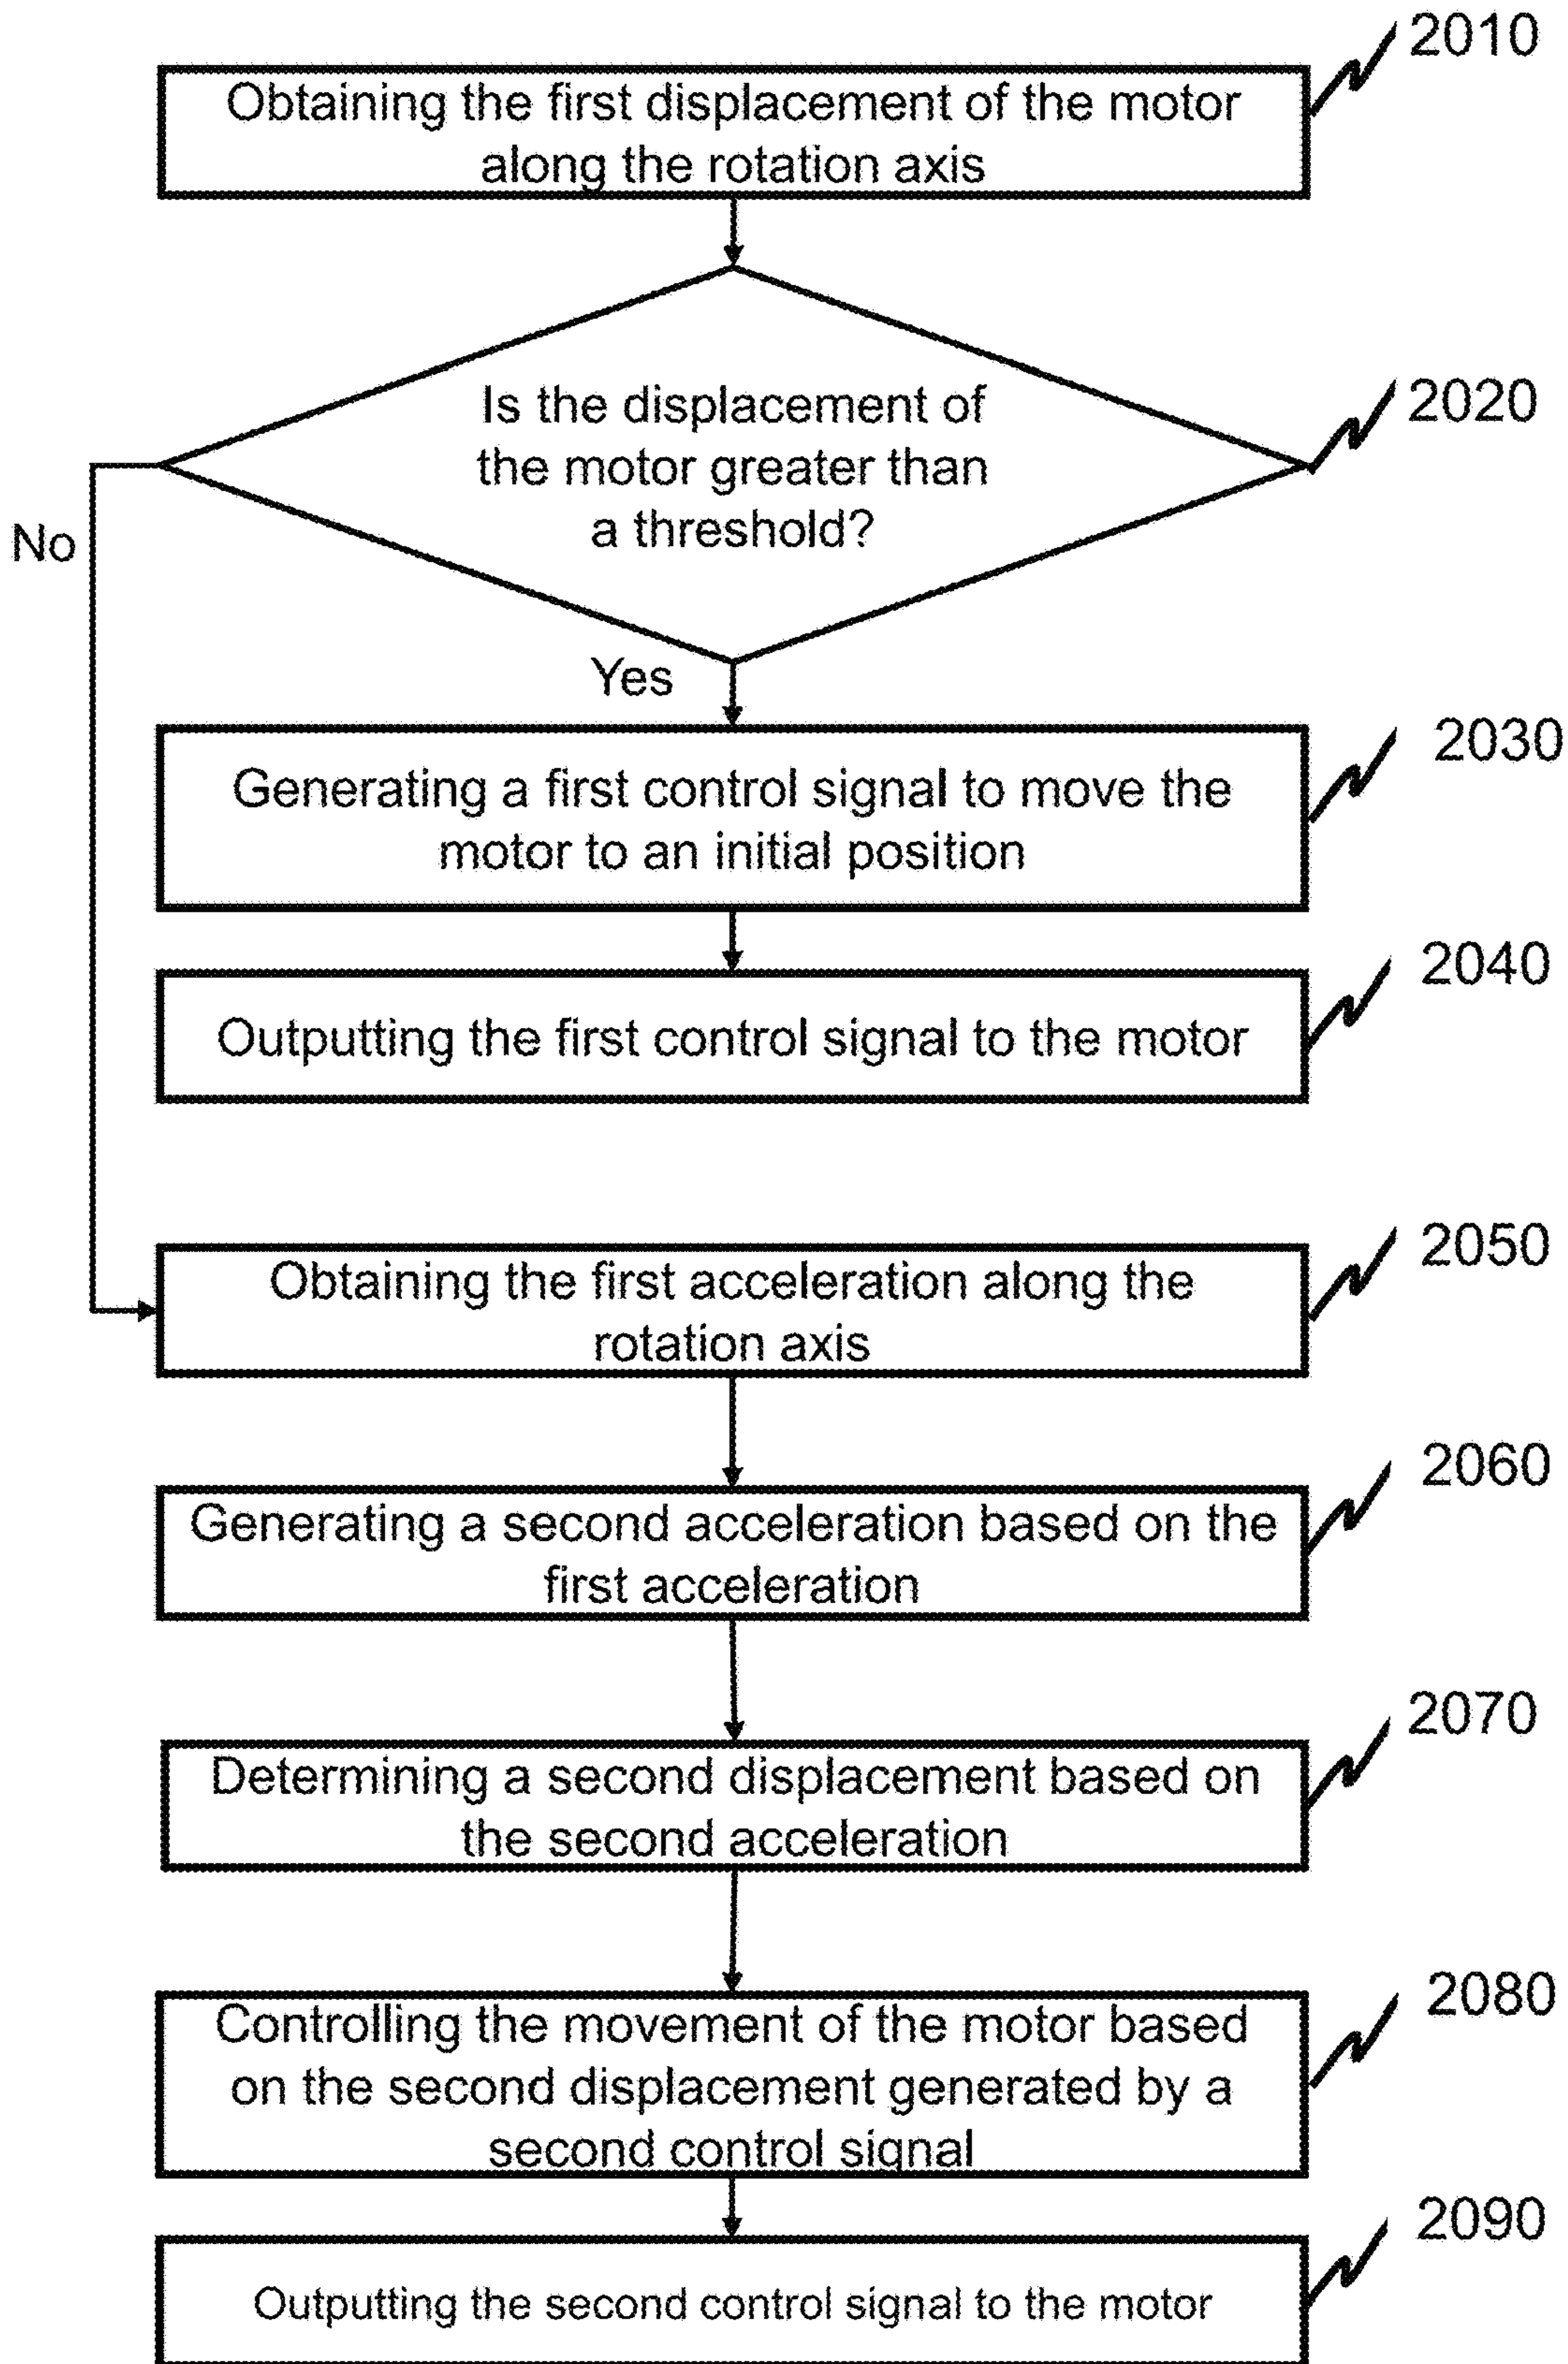 2010
Obtaining the first displacement of the motor
along the rotation axis
2020
Is the displacement of
the motor greater than
a threshold?
No
Yes
2030
Generating a first control signal to move the
motor to an initial position
2040
Outputting the first control signal to the motor
2050
Obtaining the first acceleration along the
rotation axis
2060
Generating a second acceleration based on the
first acceleration
2070
Determining a second displacement based on
the second acceleration
2080
Controlling the movement of the motor based
on the second displacement generated by a
second control signal
2090
Outputting the second control signal to the motor